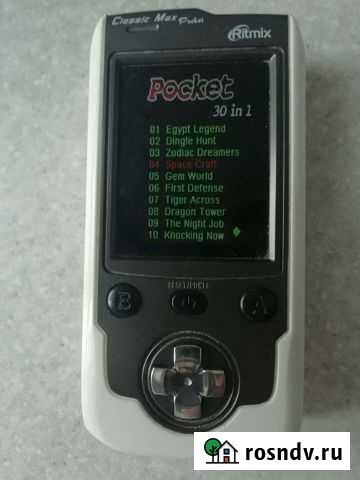 Classic Max Pocket
Ritmix
Pocket
30 in 1
01 Egypt Legend
02 Dingle Hunt
03 Zodiac Dreamers
04 Space Craft
05 Gem World
06 First Defense
07 Tiger Across
08 Dragon Tower
09 The Night Job
10 Knocking Now
B
A
rosndv.ru